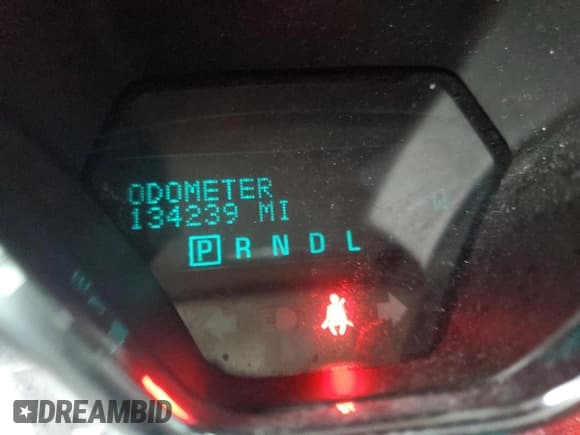 ODOMETER
134239 MI
P R N D L
DREAMBID